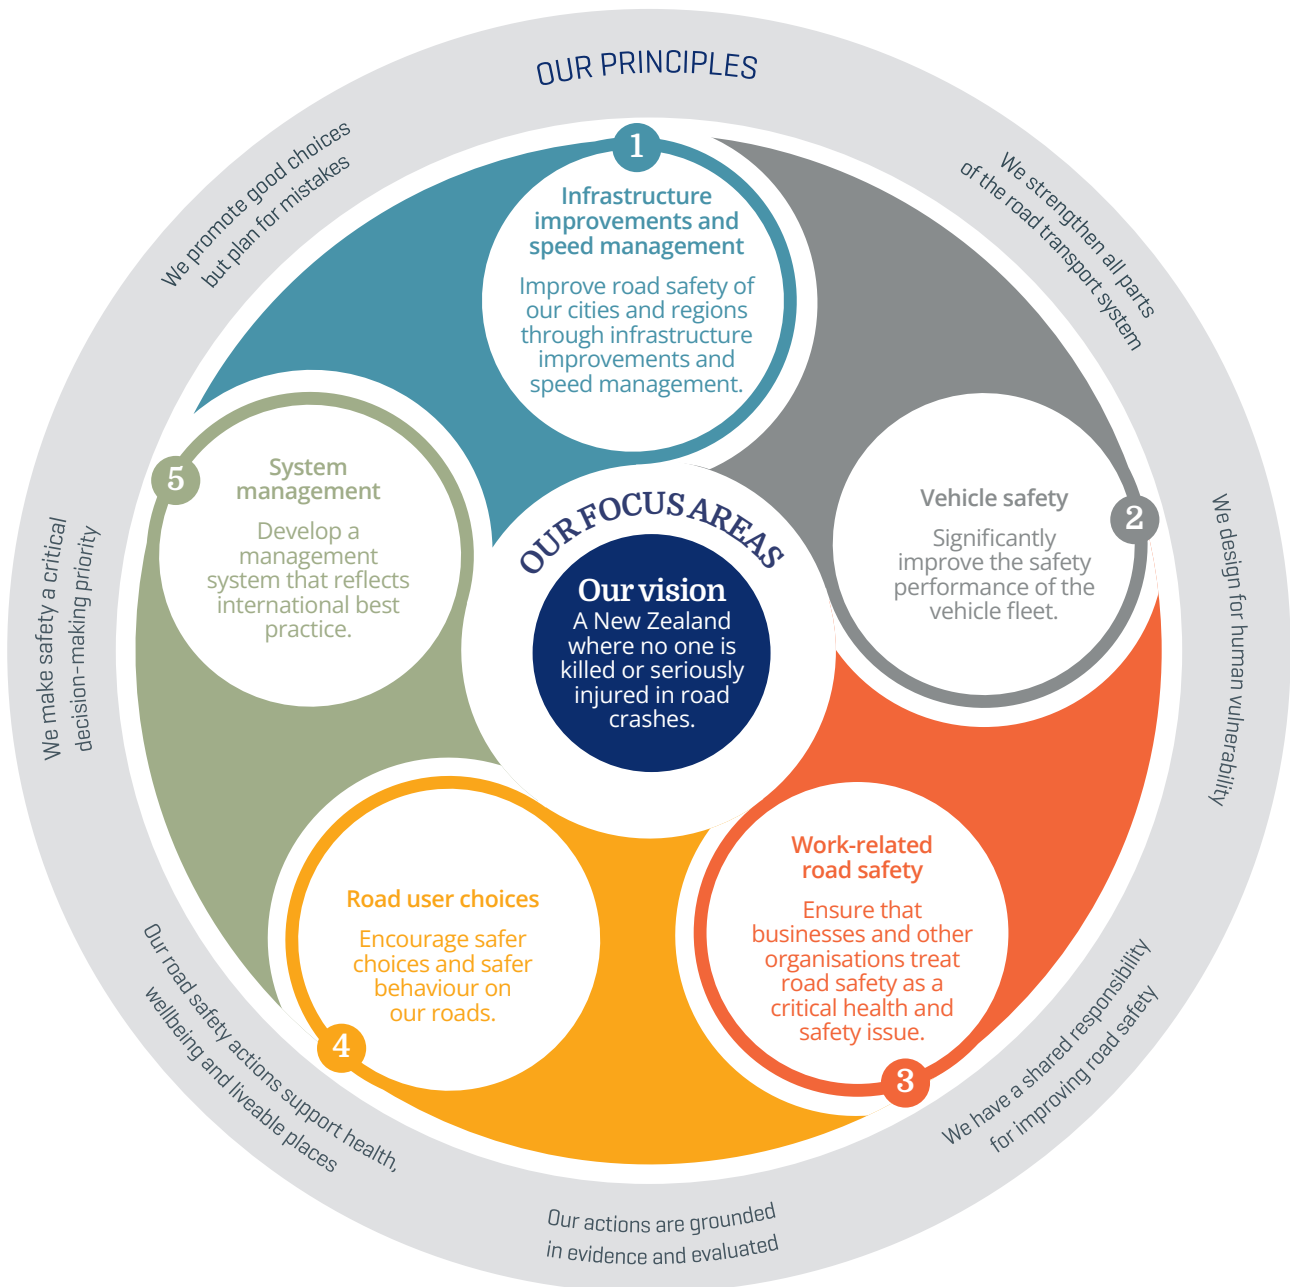 OUR PRINCIPLES
We promote good choices
but plan for mistakes
We strengthen all parts
of the road transport system
We design for human vulnerability
We have a shared responsibility
for improving road safety
Our actions are grounded
in evidence and evaluated
Our road safety actions support health,
wellbeing and liveable places
We make safety a critical
decision-making priority
OUR FOCUS AREAS
Our vision
A New Zealand
where no one is
killed or seriously
injured in road
crashes.
1
Infrastructure
improvements and
speed management
Improve road safety of
our cities and regions
through infrastructure
improvements and
speed management.
2
Vehicle safety
Significantly
improve the safety
performance of the
vehicle fleet.
3
Work-related
road safety
Ensure that
businesses and other
organisations treat
road safety as a
critical health and
safety issue.
4
Road user choices
Encourage safer
choices and safer
behaviour on
our roads.
5
System
management
Develop a
management
system that reflects
international best
practice.